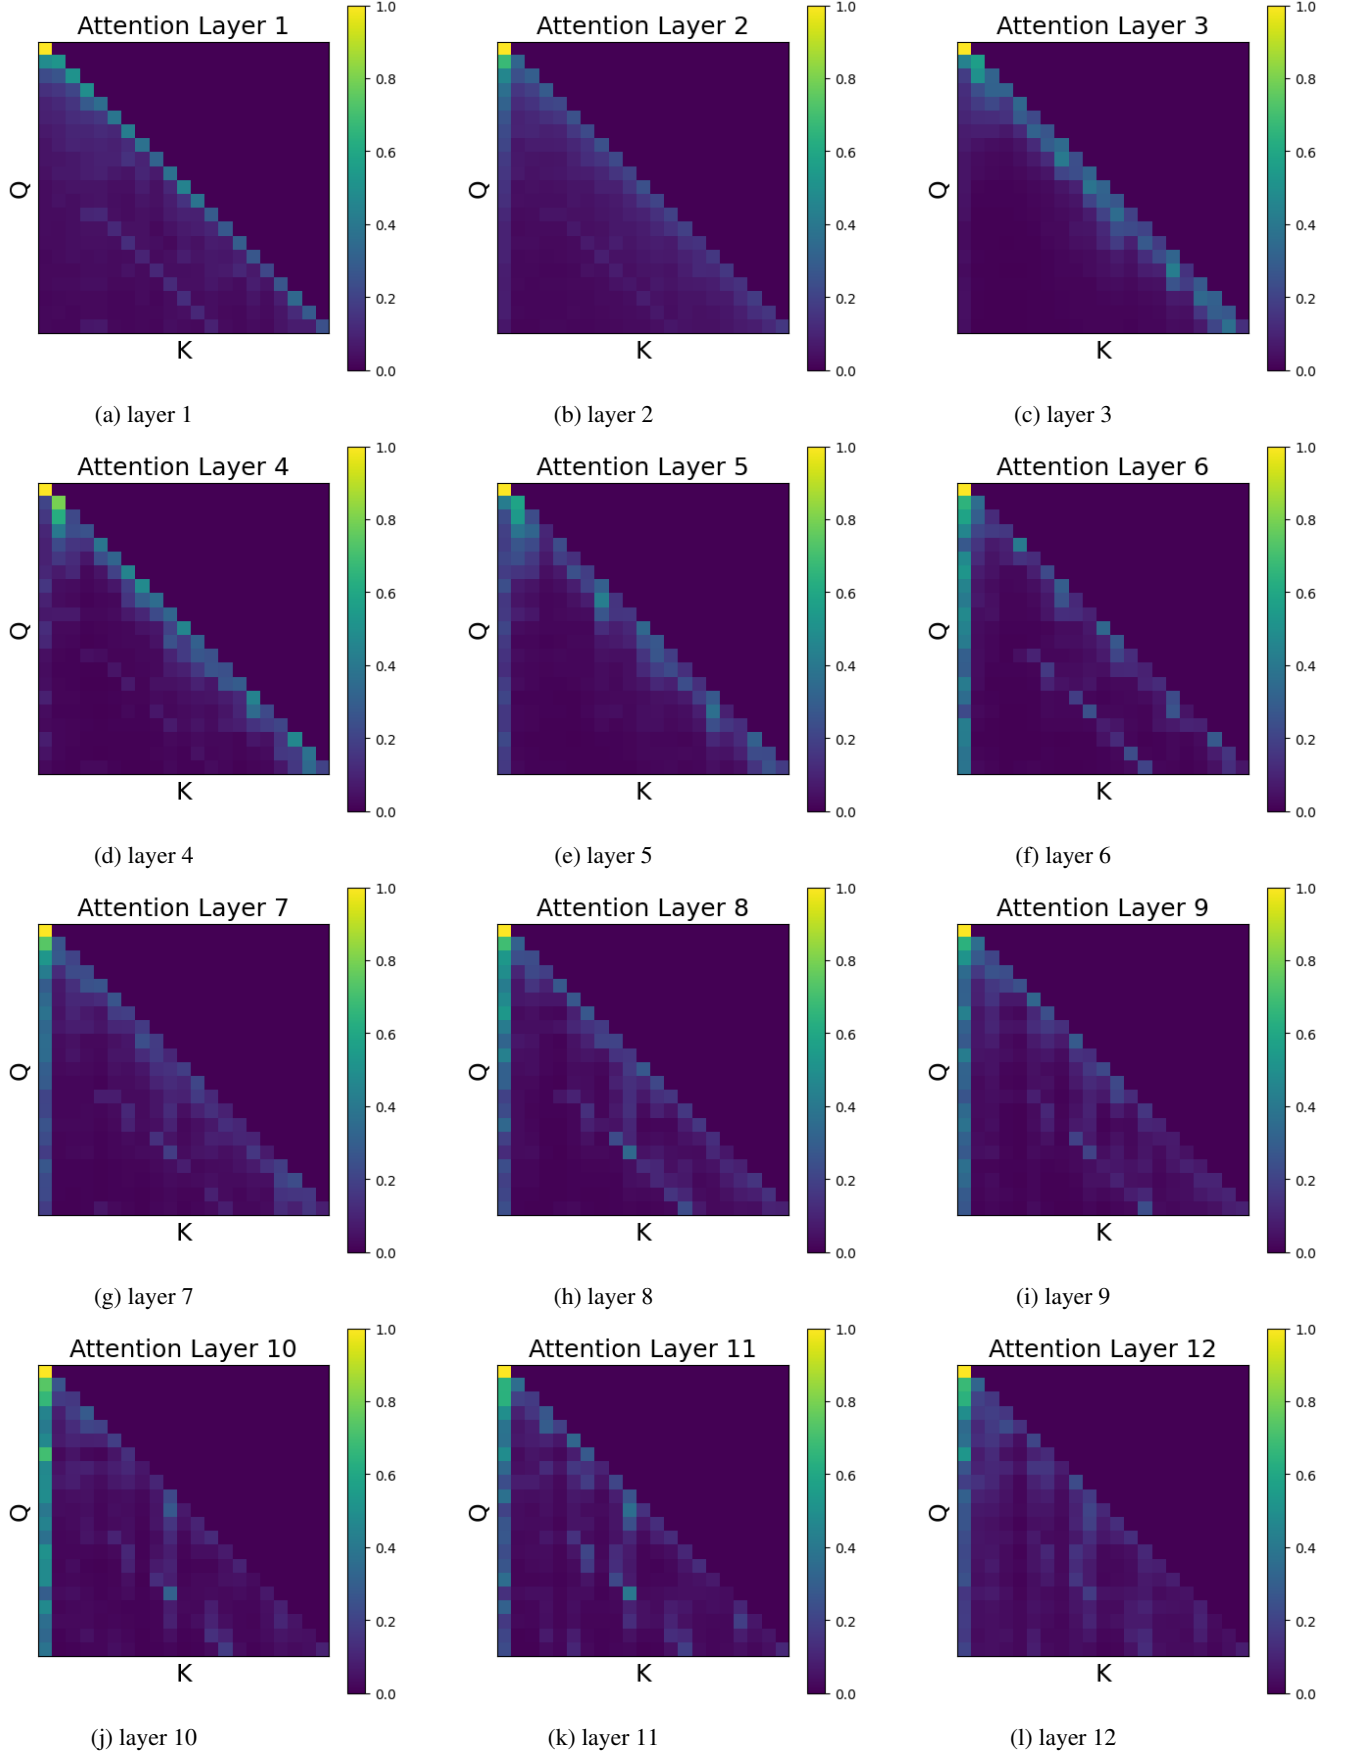 Attention Layer 1
1.0
0.8
0.6
0.4
0.2
0.0
Q
K
(a) layer 1
Attention Layer 2
1.0
0.8
0.6
0.4
0.2
0.0
Q
K
(b) layer 2
Attention Layer 3
1.0
0.8
0.6
0.4
0.2
0.0
Q
K
(c) layer 3
Attention Layer 4
1.0
0.8
0.6
0.4
0.2
0.0
Q
K
(d) layer 4
Attention Layer 5
1.0
0.8
0.6
0.4
0.2
0.0
Q
K
(e) layer 5
Attention Layer 6
1.0
0.8
0.6
0.4
0.2
0.0
Q
K
(f) layer 6
Attention Layer 7
1.0
0.8
0.6
0.4
0.2
0.0
Q
K
(g) layer 7
Attention Layer 8
1.0
0.8
0.6
0.4
0.2
0.0
Q
K
(h) layer 8
Attention Layer 9
1.0
0.8
0.6
0.4
0.2
0.0
Q
K
(i) layer 9
Attention Layer 10
1.0
0.8
0.6
0.4
0.2
0.0
Q
K
(j) layer 10
Attention Layer 11
1.0
0.8
0.6
0.4
0.2
0.0
Q
K
(k) layer 11
Attention Layer 12
1.0
0.8
0.6
0.4
0.2
0.0
Q
K
(l) layer 12